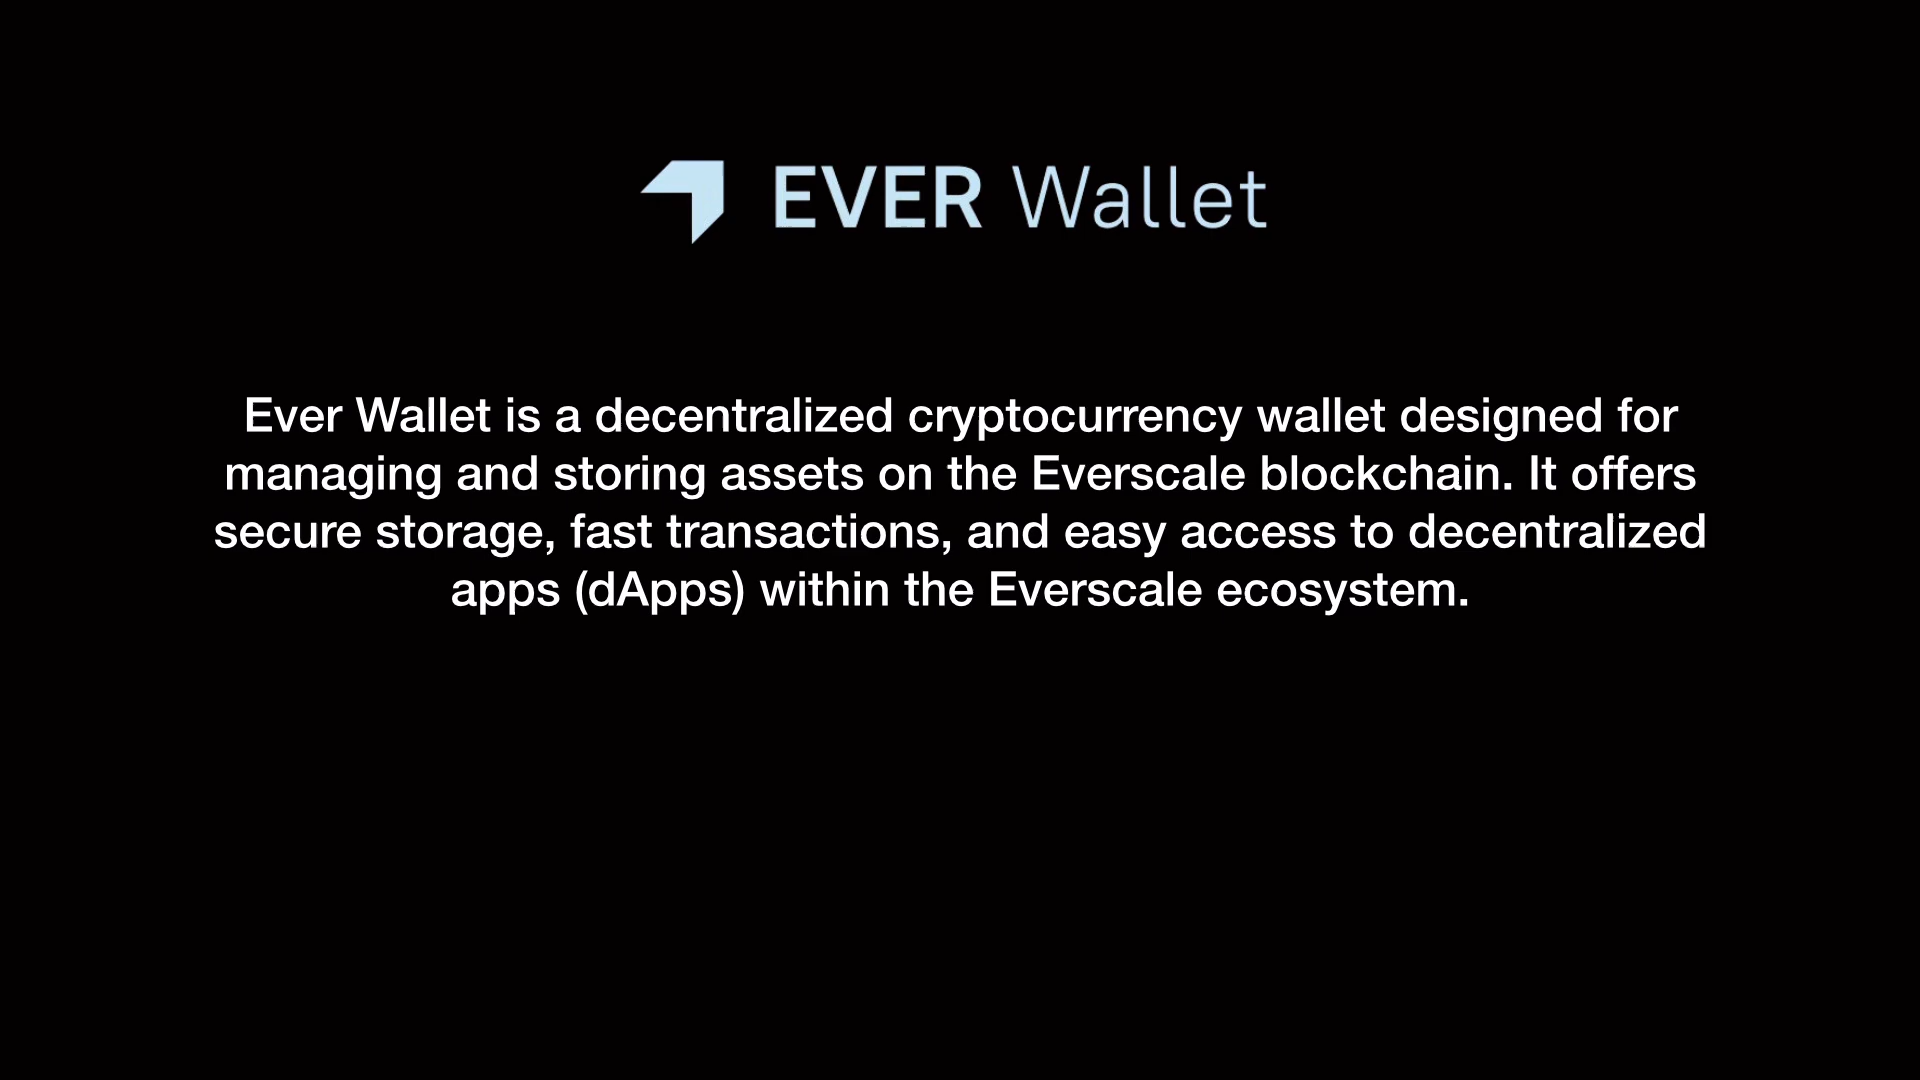 EVER Wallet
Ever Wallet is a decentralized cryptocurrency wallet designed for
managing and storing assets on the Everscale blockchain. It offers
secure storage, fast transactions, and easy access to decentralized
apps (dApps) within the Everscale ecosystem.